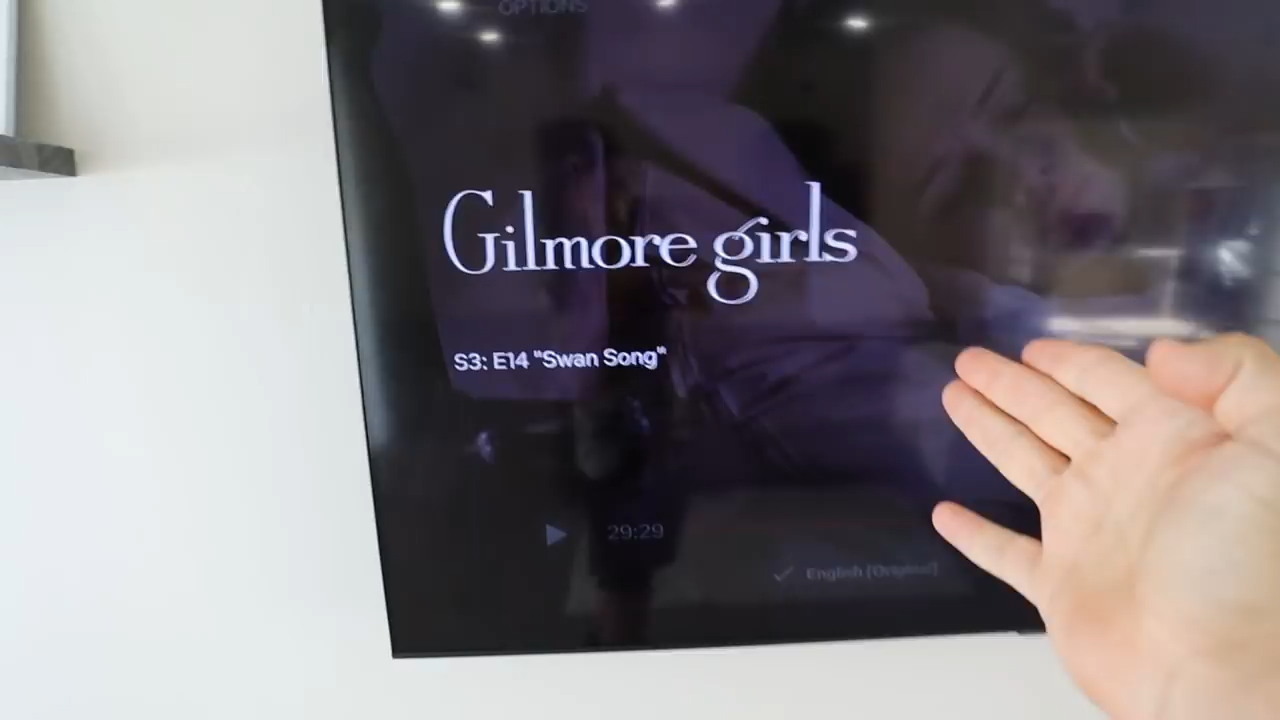 OPTIONS
Gilmore girls
S3: E14 "Swan Song"
29:29
English (Original)